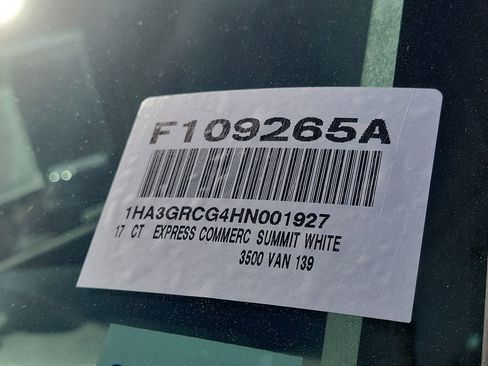 F109265A
1HA3GRCG4HN001927
17 CT EXPRESS COMMERC SUMMIT WHITE
3500 VAN 139